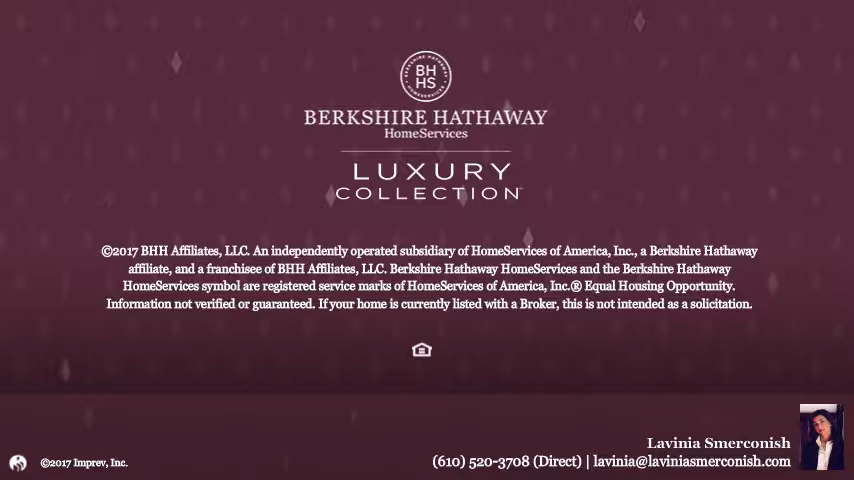 BERKSHIRE HATHAWAY
HOMESERVICES
BH
HS
BERKSHIRE HATHAWAY
HomeServices
LUXURY
COLLECTION
©2017 BHH Affiliates, LLC. An independently operated subsidiary of HomeServices of America, Inc., a Berkshire Hathaway
affiliate, and a franchisee of BHH Affiliates, LLC. Berkshire Hathaway HomeServices and the Berkshire Hathaway
HomeServices symbol are registered service marks of HomeServices of America, Inc.® Equal Housing Opportunity.
Information not verified or guaranteed. If your home is currently listed with a Broker, this is not intended as a solicitation.
Lavinia Smerconish
(610) 520-3708 (Direct) | lavinia@laviniasmerconish.com
©2017 Imprev, Inc.